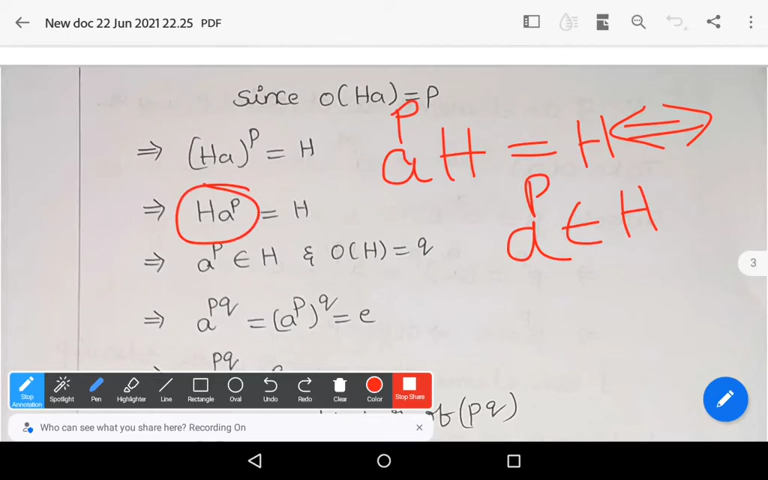 New doc 22 Jun 2021 22.25 PDF
since O(Ha) = P
⇒ (Ha)^P = H
a^P H = H ⟺
⇒ Ha^P = H
a^P ∈ H
⇒ a^P ∈ H & O(H) = q
3
⇒ a^Pq = (a^P)^q = e
Pq
Stop Annotation Spotlight Pen Highlighter Line Rectangle Oval Undo Redo Clear Color Stop Share
of (pq)
Who can see what you share here? Recording On